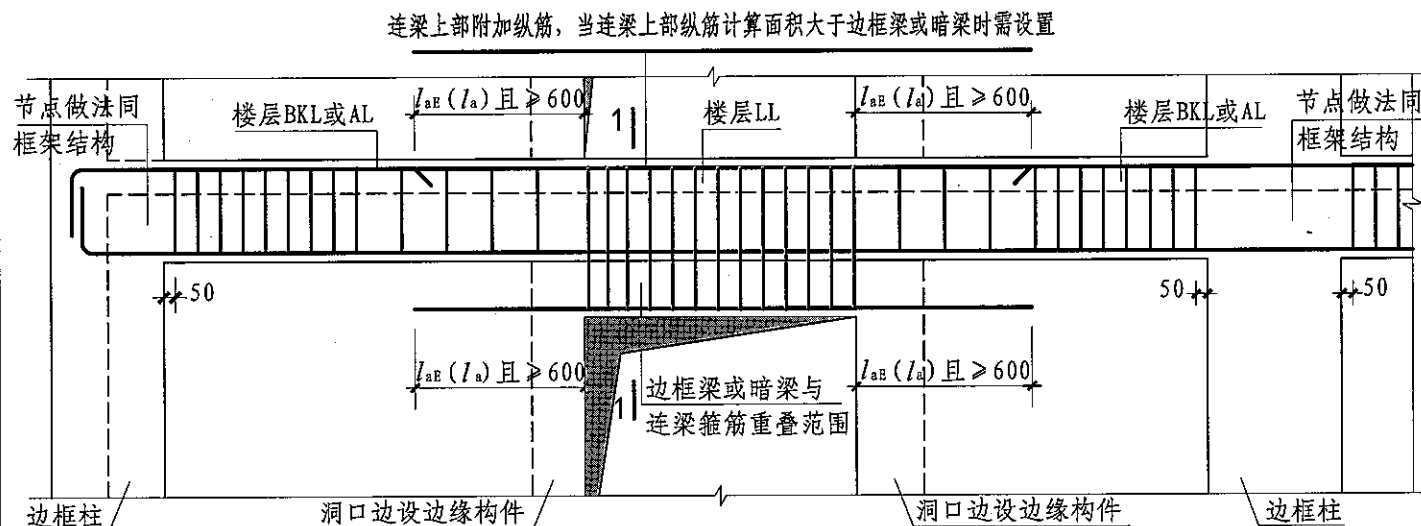 连梁上部附加纵筋，当连梁上部纵筋计算面积大于边框梁或暗梁时需设置
节点做法同
框架结构
楼层BKL或AL
laE(la)且≥600
1
楼层LL
laE(la)且≥600
楼层BKL或AL
节点做法同
框架结构
50
50
50
laE(la)且≥600
1
边框梁或暗梁与
连梁箍筋重叠范围
laE(la)且≥600
边框柱
洞口边设边缘构件
洞口边设边缘构件
边框柱